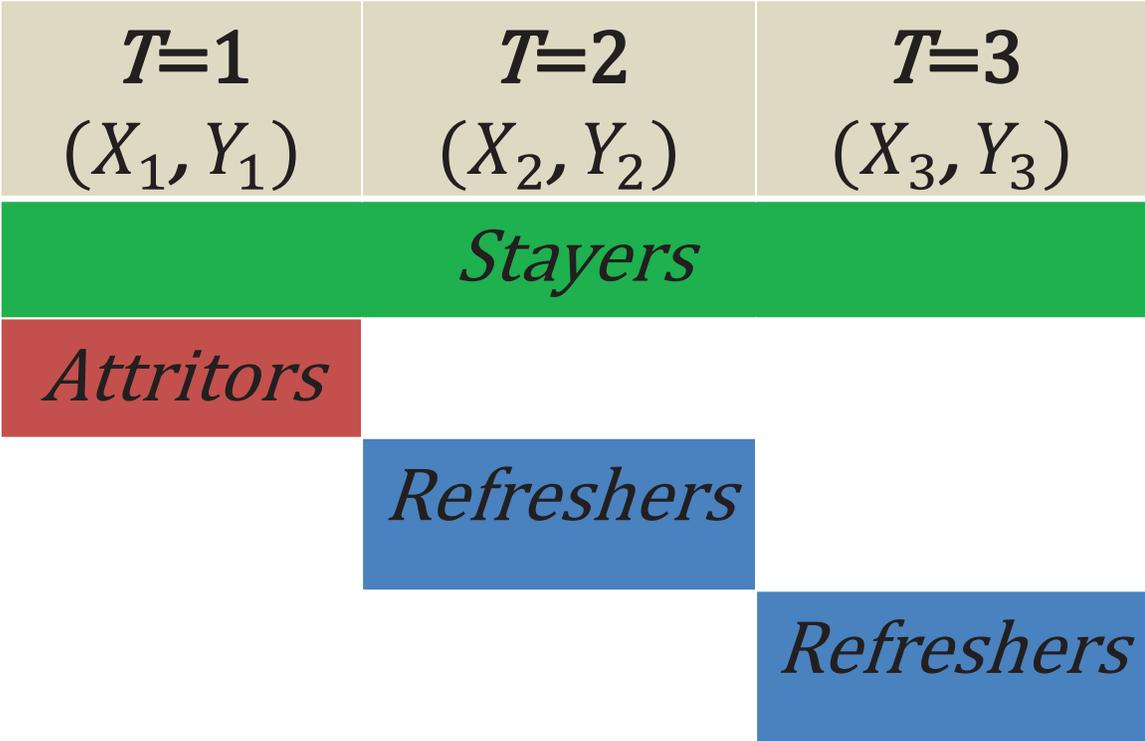 T=1 T=2 T=3
(X₁, Y₁) (X₂, Y₂) (X₃, Y₃)
Stayers
Attritors
Refreshers
Refreshers